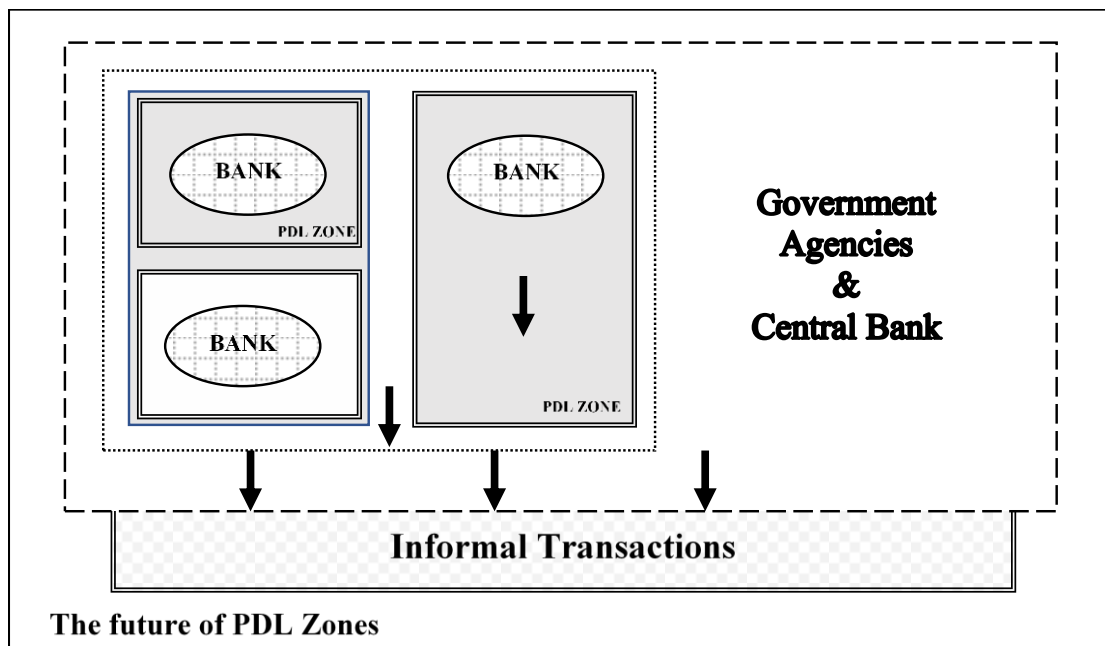 BANK
PDL ZONE
BANK
BANK
PDL ZONE
Government
Agencies
&
Central Bank
Informal Transactions
The future of PDL Zones